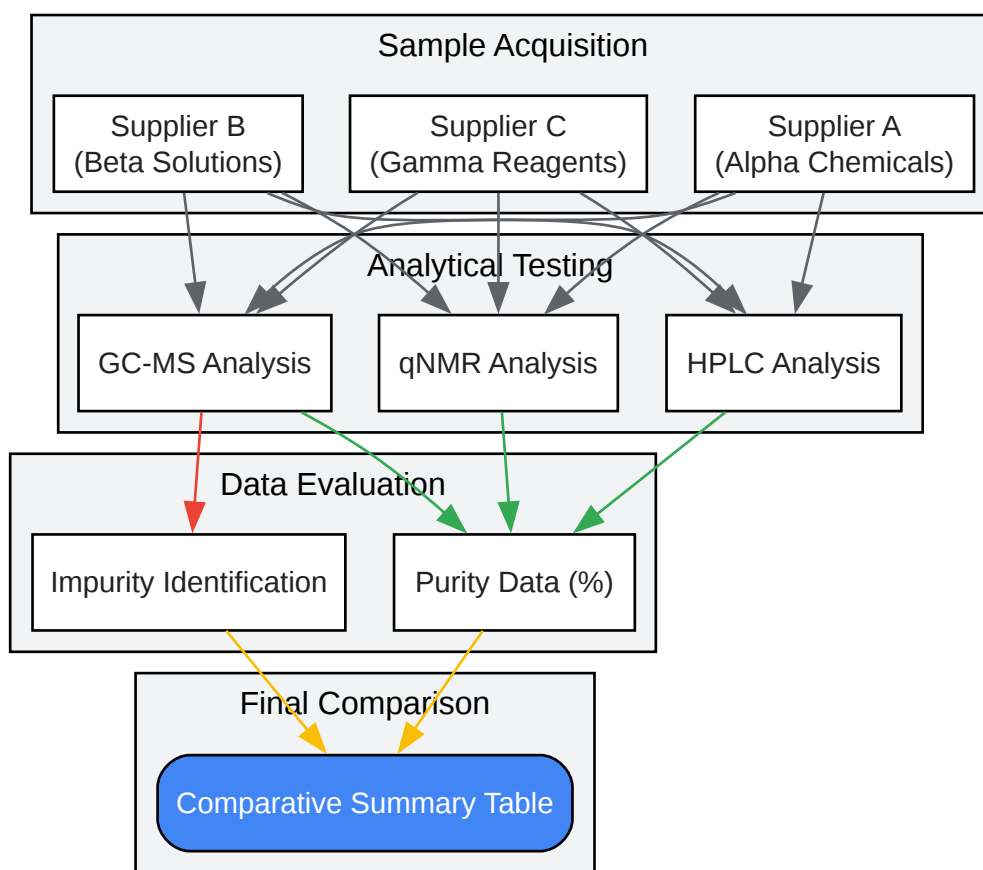 Sample Acquisition
Supplier B
(Beta Solutions)
Supplier C
(Gamma Reagents)
Supplier A
(Alpha Chemicals)
Analytical Testing
GC-MS Analysis
qNMR Analysis
HPLC Analysis
Data Evaluation
Impurity Identification
Purity Data (%)
Final Comparison
Comparative Summary Table